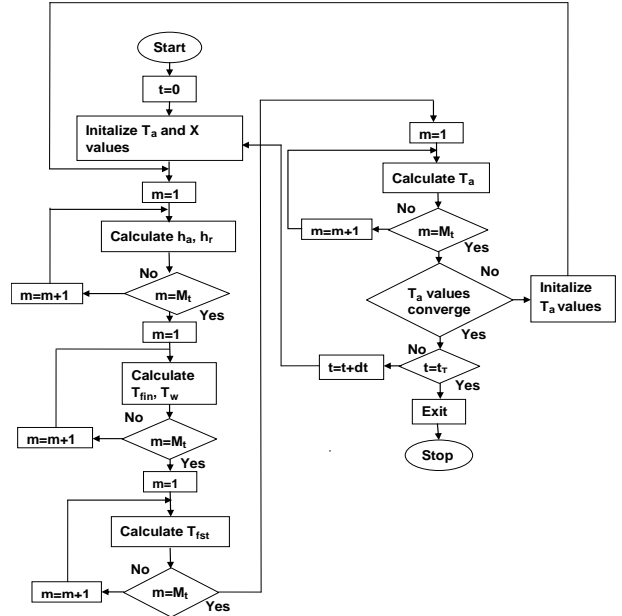 Start
t=0
Initalize Ta and X
values
m=1
Calculate ha, hr
No
m=m+1
m=Mt
Yes
m=1
Calculate
Tfin, Tw
No
m=m+1
m=Mt
Yes
m=1
Calculate Tfst
No
m=m+1
m=Mt
Yes
m=1
Calculate Ta
No
m=m+1
m=Mt
Yes
No
Ta values
converge
Initalize
Ta values
Yes
No
t=t+dt
t=tT
Yes
Exit
Stop